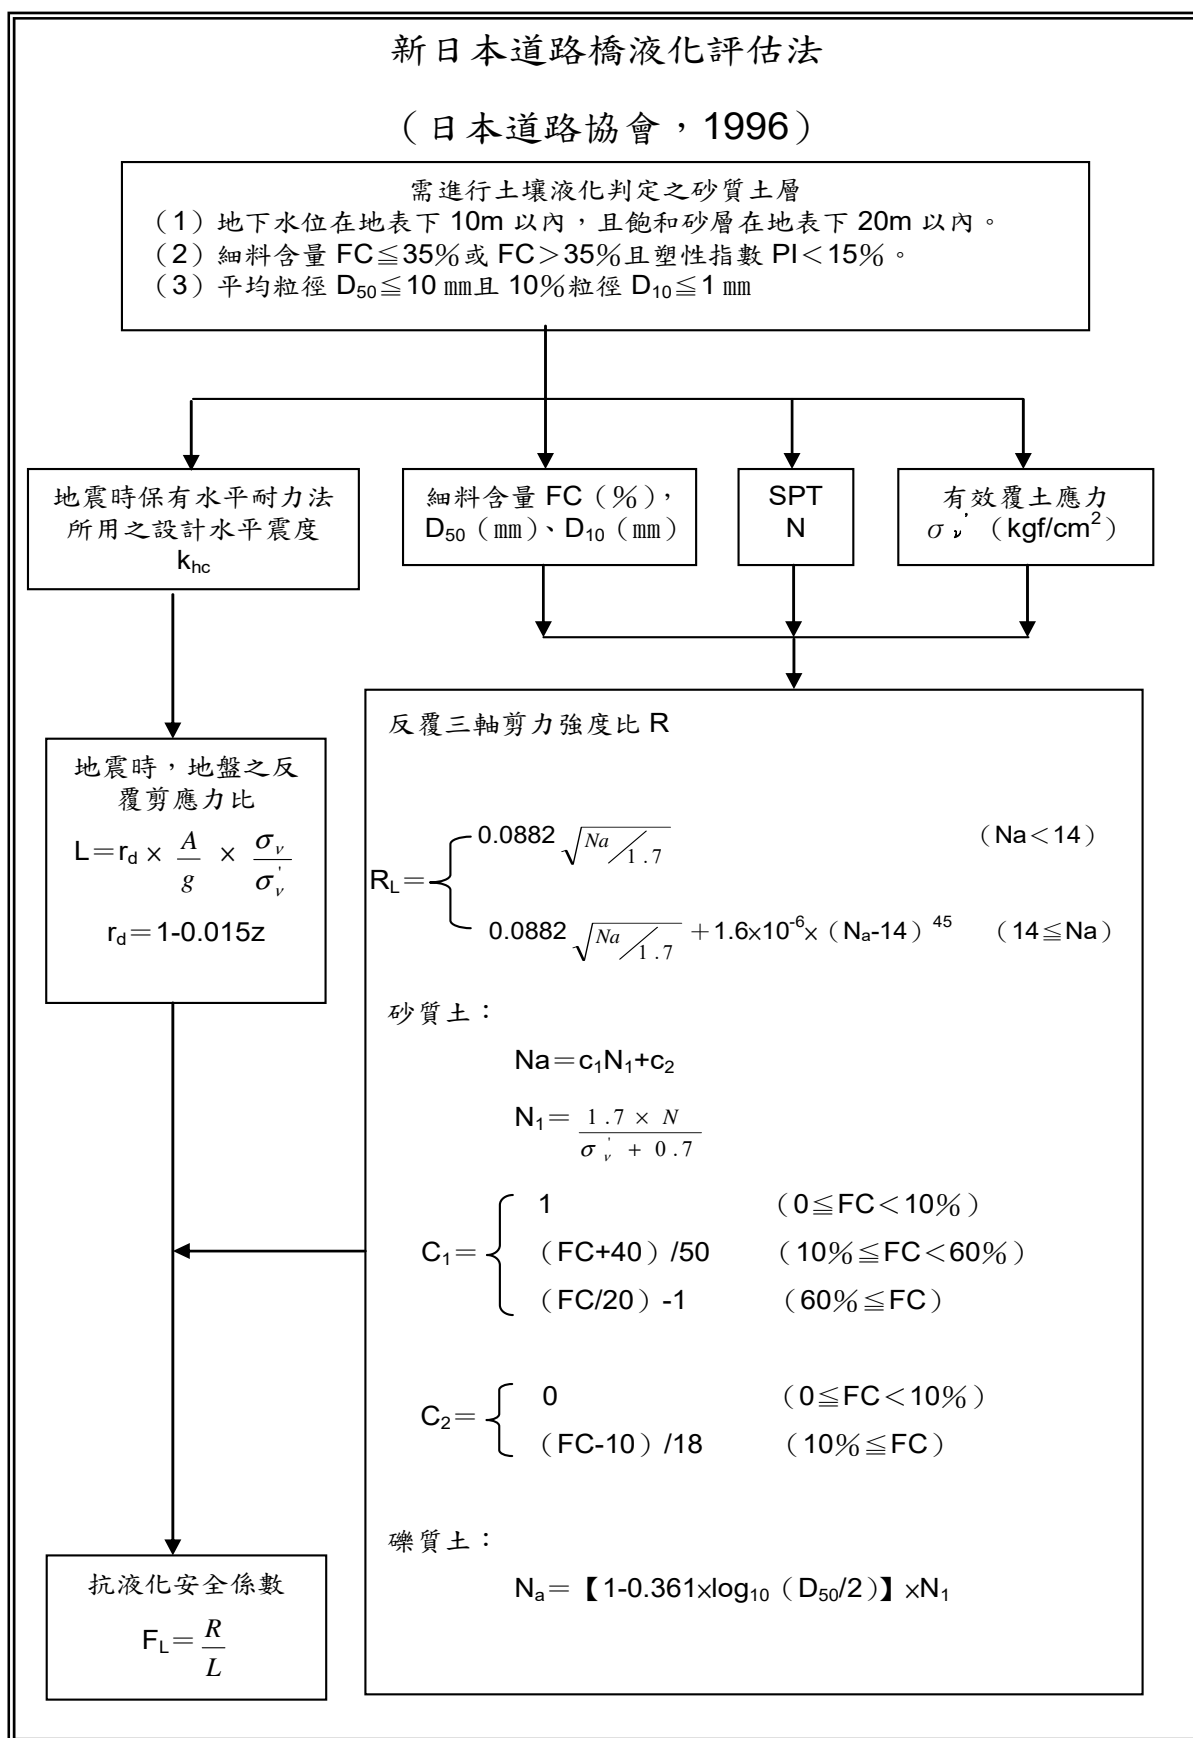 新日本道路橋液化評估法
（日本道路協會，1996）
需進行土壤液化判定之砂質土層
（1）地下水位在地表下 10m 以內，且飽和砂層在地表下 20m 以內。
（2）細料含量 FC≦35%或 FC＞35%且塑性指數 PI＜15%。
（3）平均粒徑 D50≦10 ㎜且 10%粒徑 D10≦1 ㎜
地震時保有水平耐力法
所用之設計水平震度
khc
細料含量 FC（%），
D50（㎜）、D10（㎜）
SPT
N
有效覆土應力
σν'（kgf/cm2）
地震時，地盤之反
覆剪應力比
L＝rd × A/g × σν/σν'
rd＝1-0.015z
反覆三軸剪力強度比 R
RL＝
0.0882 √Na/1.7 （Na＜14）
0.0882 √Na/1.7 ＋1.6×10-6×（Na-14）45 （14≦Na）
砂質土：
Na＝c1N1+c2
N1＝ 1.7 × N / σν' + 0.7
C1＝
1 （0≦FC＜10%）
（FC+40）/50 （10%≦FC＜60%）
（FC/20）-1 （60%≦FC）
C2＝
0 （0≦FC＜10%）
（FC-10）/18 （10%≦FC）
礫質土：
Na＝【1-0.361×log10（D50/2）】×N1
抗液化安全係數
FL＝R/L